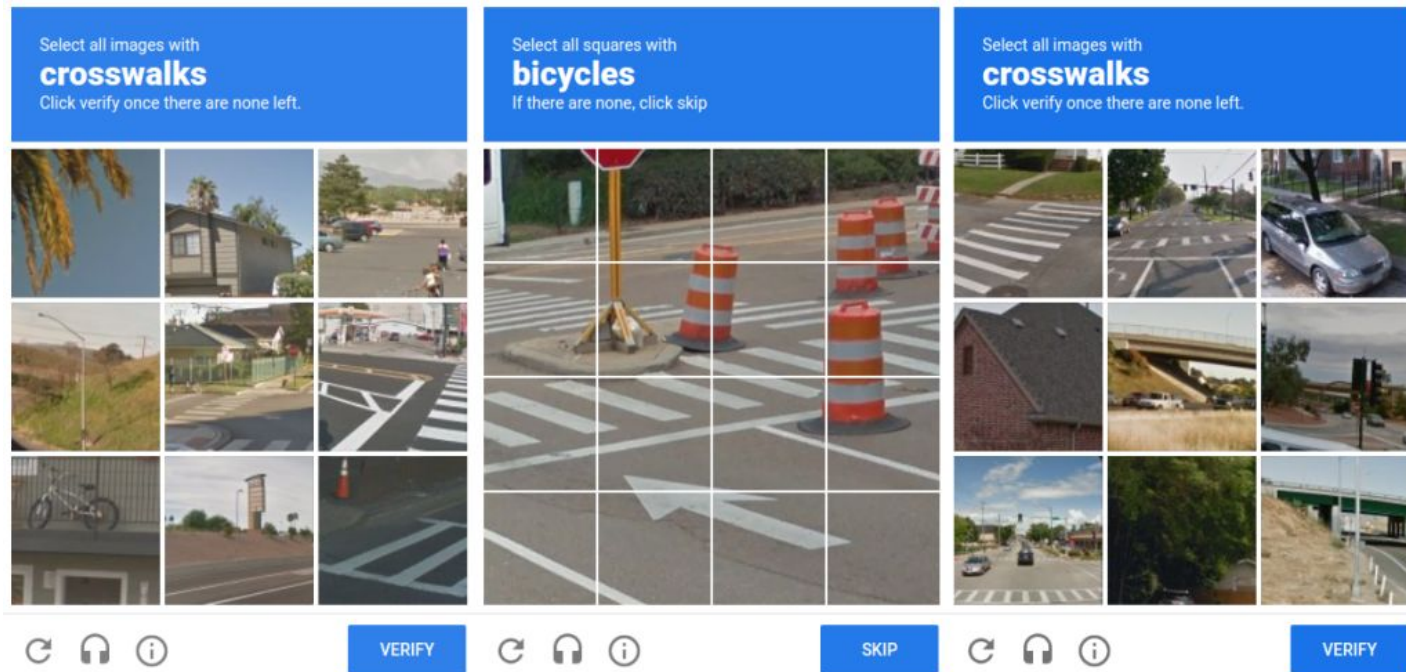 Select all images with
crosswalks
Click verify once there are none left.
VERIFY
Select all squares with
bicycles
If there are none, click skip
SKIP
Select all images with
crosswalks
Click verify once there are none left.
VERIFY